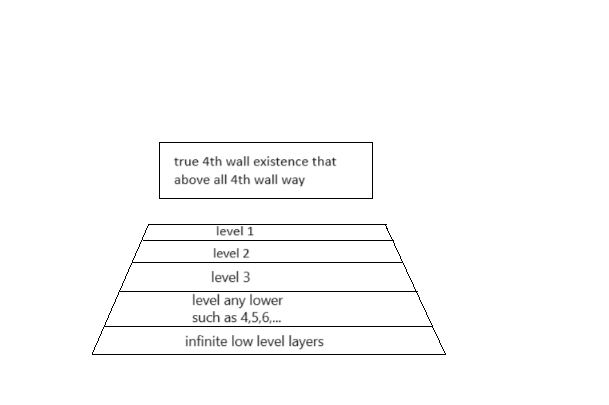 true 4th wall existence that
above all 4th wall way
level 1
level 2
level 3
level any lower
such as 4,5,6,...
infinite low level layers